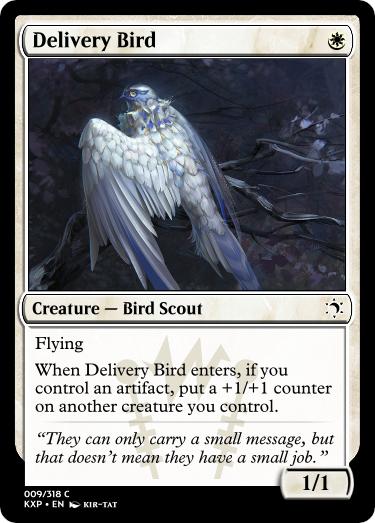 Delivery Bird
Creature — Bird Scout
Flying
When Delivery Bird enters, if you
control an artifact, put a +1/+1 counter
on another creature you control.
“They can only carry a small message, but
that doesn’t mean they have a small job.”
1/1
009/318 C
KXP • EN KIR-TAT